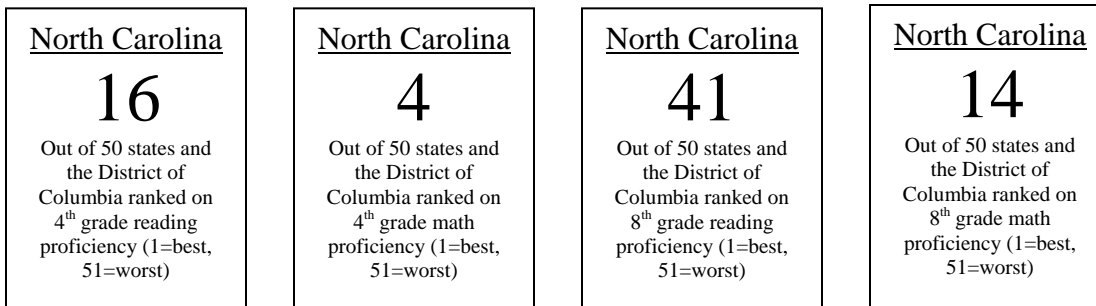 North Carolina
16
Out of 50 states and
the District of
Columbia ranked on
4th grade reading
proficiency (1=best,
51=worst)
North Carolina
4
Out of 50 states and
the District of
Columbia ranked on
4th grade math
proficiency (1=best,
51=worst)
North Carolina
41
Out of 50 states and
the District of
Columbia ranked on
8th grade reading
proficiency (1=best,
51=worst)
North Carolina
14
Out of 50 states and
the District of
Columbia ranked on
8th grade math
proficiency (1=best,
51=worst)